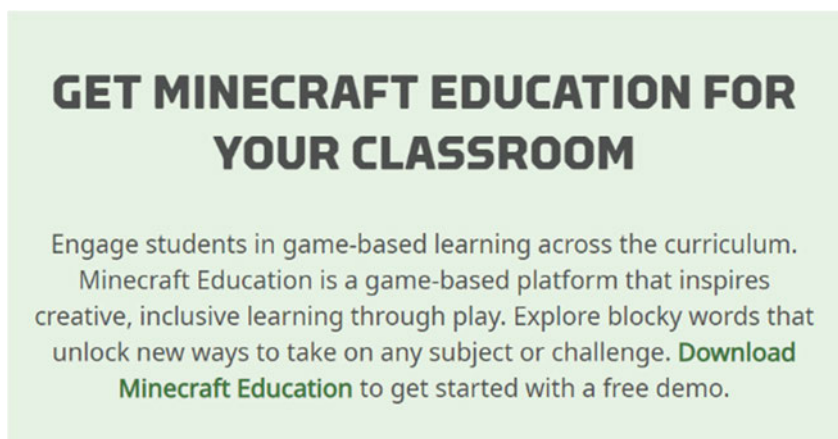 GET MINECRAFT EDUCATION FOR
YOUR CLASSROOM
Engage students in game-based learning across the curriculum.
Minecraft Education is a game-based platform that inspires
creative, inclusive learning through play. Explore blocky words that
unlock new ways to take on any subject or challenge. Download
Minecraft Education to get started with a free demo.